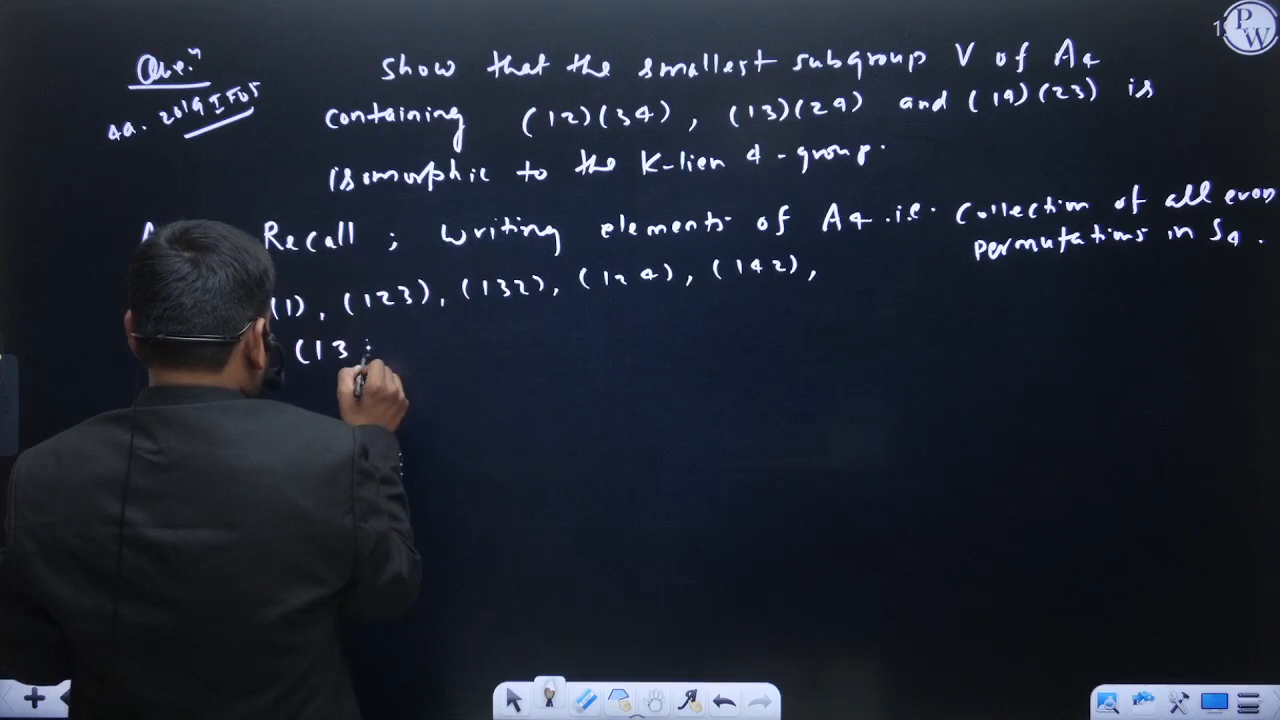 Que.ⁿ show that the smallest subgroup V of A4
4a. 2019 IFoS containing (12)(34), (13)(24) and (14)(23) is
isomorphic to the K-lien 4-group.
Recall ; writing elements of A4 .i.e. collection of all even
permutations in S4.
(1), (123), (132), (124), (142),
(13
PW